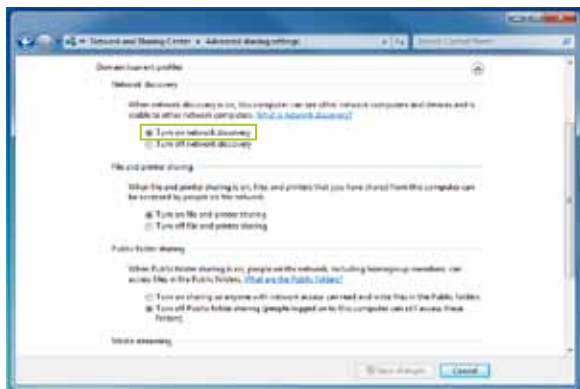 Network and Sharing Center ▸ Advanced sharing settings
Search Control Panel
Domain (current profile)
Network discovery
When network discovery is on, this computer can see other network computers and devices and is
visible to other network computers. What is network discovery?
Turn on network discovery
Turn off network discovery
File and printer sharing
When file and printer sharing is on, files and printers that you have shared from this computer can
be accessed by people on the network.
Turn on file and printer sharing
Turn off file and printer sharing
Public folder sharing
When Public folder sharing is on, people on the network, including homegroup members, can
access files in the Public folders. What are the Public folders?
Turn on sharing so anyone with network access can read and write files in the Public folders
Turn off Public folder sharing (people logged on to this computer can still access these
folders)
Media streaming
Save changes
Cancel